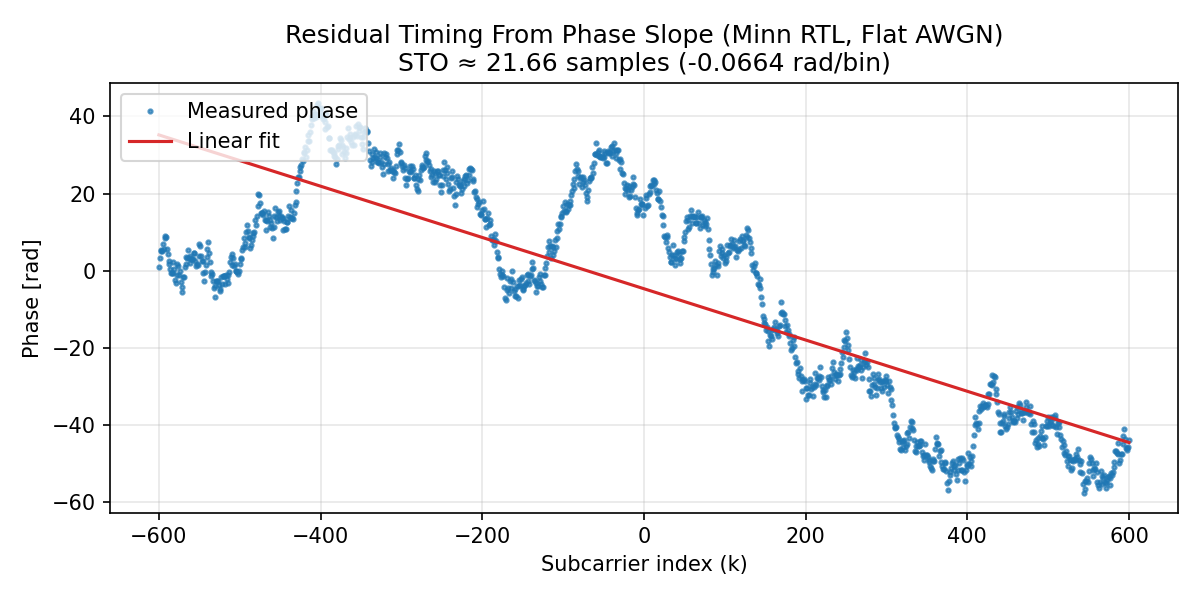 Residual Timing From Phase Slope (Minn RTL, Flat AWGN)
STO ≈ 21.66 samples (-0.0664 rad/bin)
Measured phase
Linear fit
Phase [rad]
40
20
0
−20
−40
−60
−600 −400 −200 0 200 400 600
Subcarrier index (k)